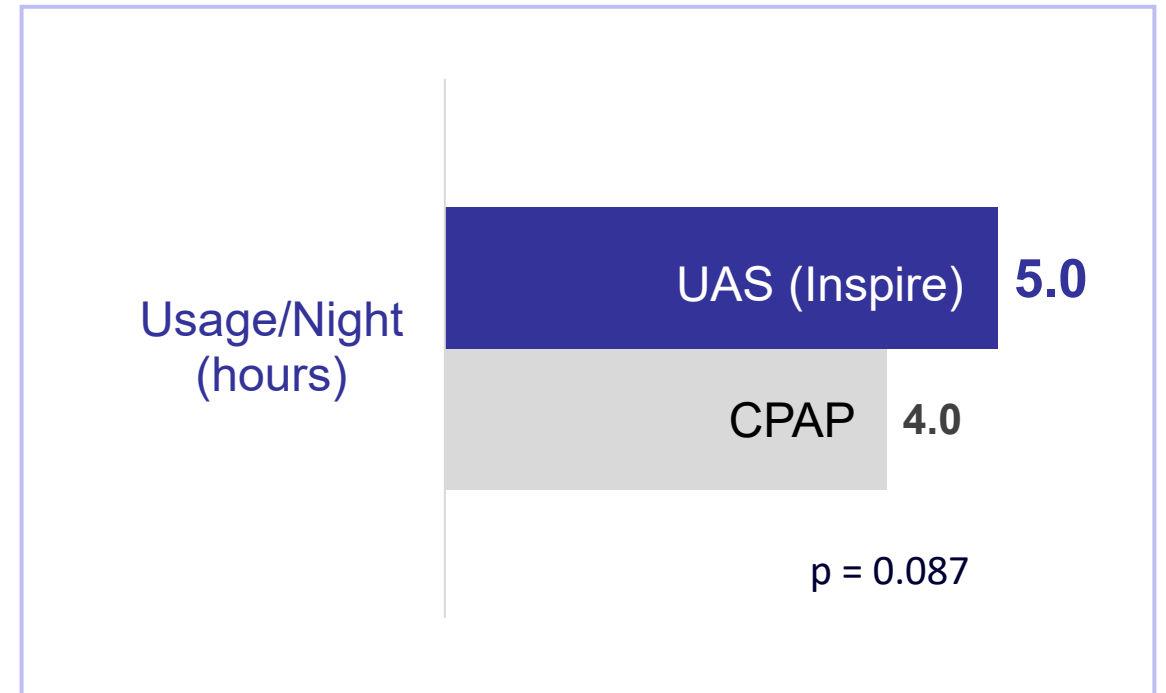 UAS (Inspire) 5.0
Usage/Night
(hours)
CPAP 4.0
p = 0.087